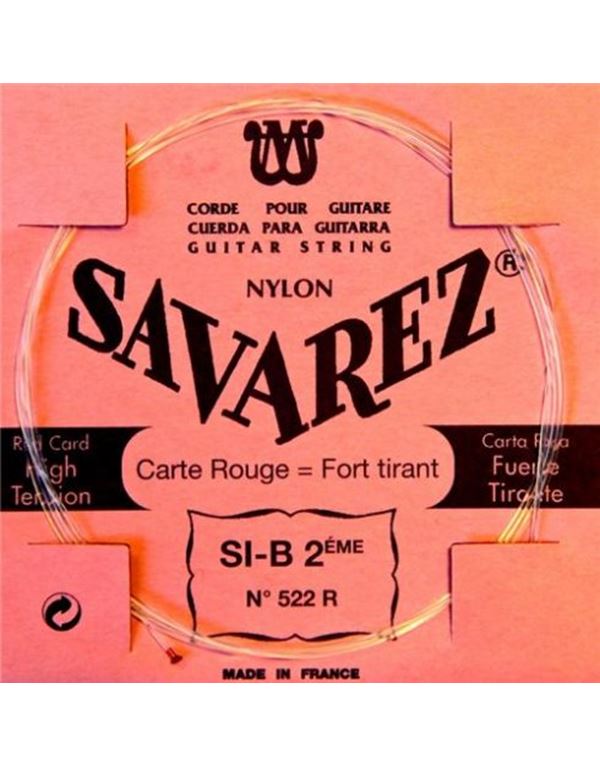 CORDE POUR GUITARE
CUERDA PARA GUITARRA
GUITAR STRING
NYLON
SAVAREZ®
Red Card
High
Tension
Carte Rouge = Fort tirant
Carta Rosa
Fuerte
Tirante
SI-B 2ÉME
N° 522 R
MADE IN FRANCE